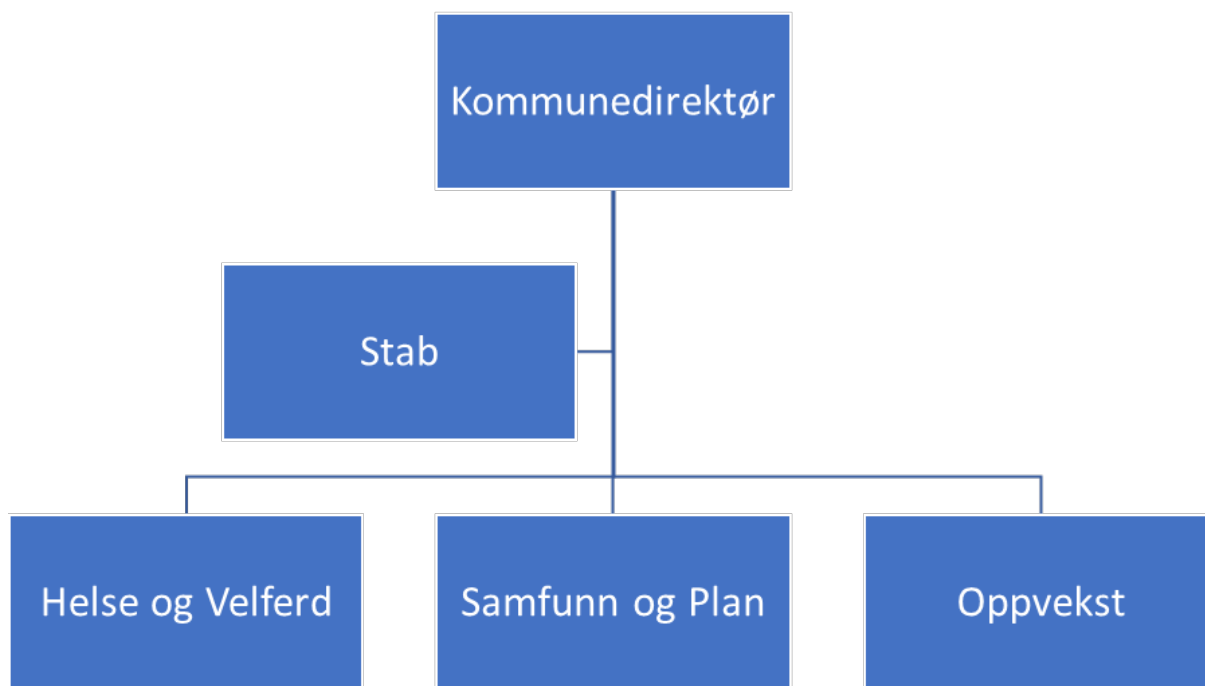 Kommunedirektør
Stab
Helse og Velferd
Samfunn og Plan
Oppvekst